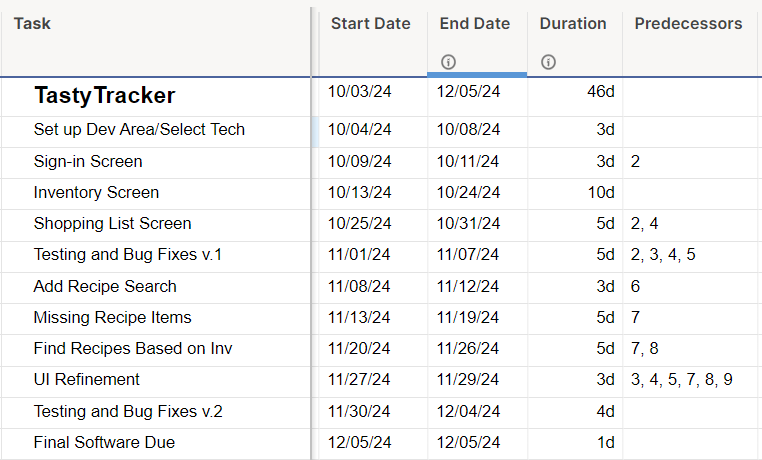 Task Start Date End Date Duration Predecessors
TastyTracker 10/03/24 12/05/24 46d
Set up Dev Area/Select Tech 10/04/24 10/08/24 3d
Sign-in Screen 10/09/24 10/11/24 3d 2
Inventory Screen 10/13/24 10/24/24 10d
Shopping List Screen 10/25/24 10/31/24 5d 2, 4
Testing and Bug Fixes v.1 11/01/24 11/07/24 5d 2, 3, 4, 5
Add Recipe Search 11/08/24 11/12/24 3d 6
Missing Recipe Items 11/13/24 11/19/24 5d 7
Find Recipes Based on Inv 11/20/24 11/26/24 5d 7, 8
UI Refinement 11/27/24 11/29/24 3d 3, 4, 5, 7, 8, 9
Testing and Bug Fixes v.2 11/30/24 12/04/24 4d
Final Software Due 12/05/24 12/05/24 1d